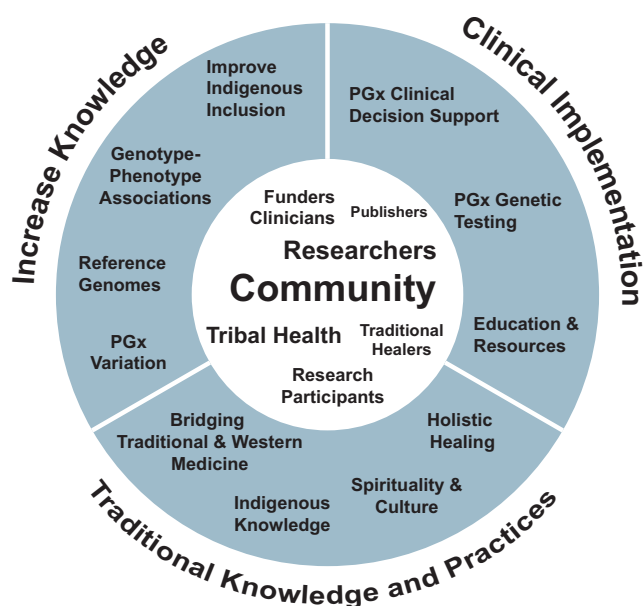 Increase Knowledge
Improve
Indigenous
Inclusion
Genotype-
Phenotype
Associations
Reference
Genomes
PGx
Variation
Clinical Implementation
PGx Clinical
Decision Support
PGx Genetic
Testing
Education &
Resources
Funders
Clinicians
Publishers
Researchers
Community
Tribal Health
Traditional
Healers
Research
Participants
Bridging
Traditional & Western
Medicine
Holistic
Healing
Indigenous
Knowledge
Spirituality &
Culture
Traditional Knowledge and Practices